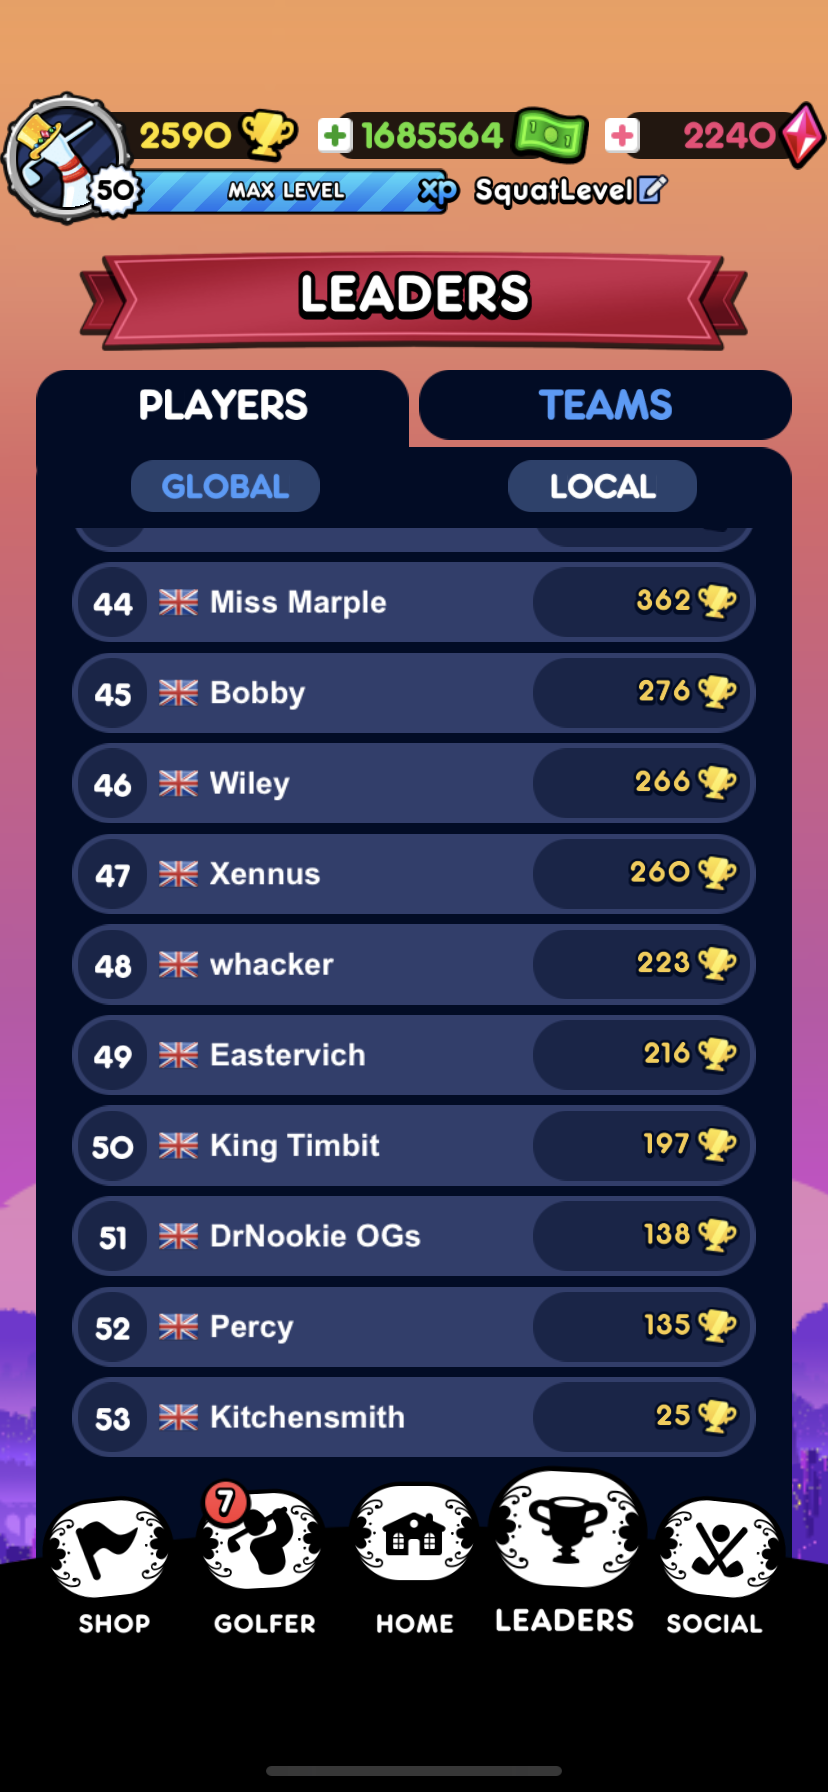 2590
1685564
2240
50
MAX LEVEL
XP
SquatLevel
LEADERS
PLAYERS
TEAMS
GLOBAL
LOCAL
44 Miss Marple 362
45 Bobby 276
46 Wiley 266
47 Xennus 260
48 whacker 223
49 Eastervich 216
50 King Timbit 197
51 DrNookie OGs 138
52 Percy 135
53 Kitchensmith 25
7
SHOP
GOLFER
HOME
LEADERS
SOCIAL